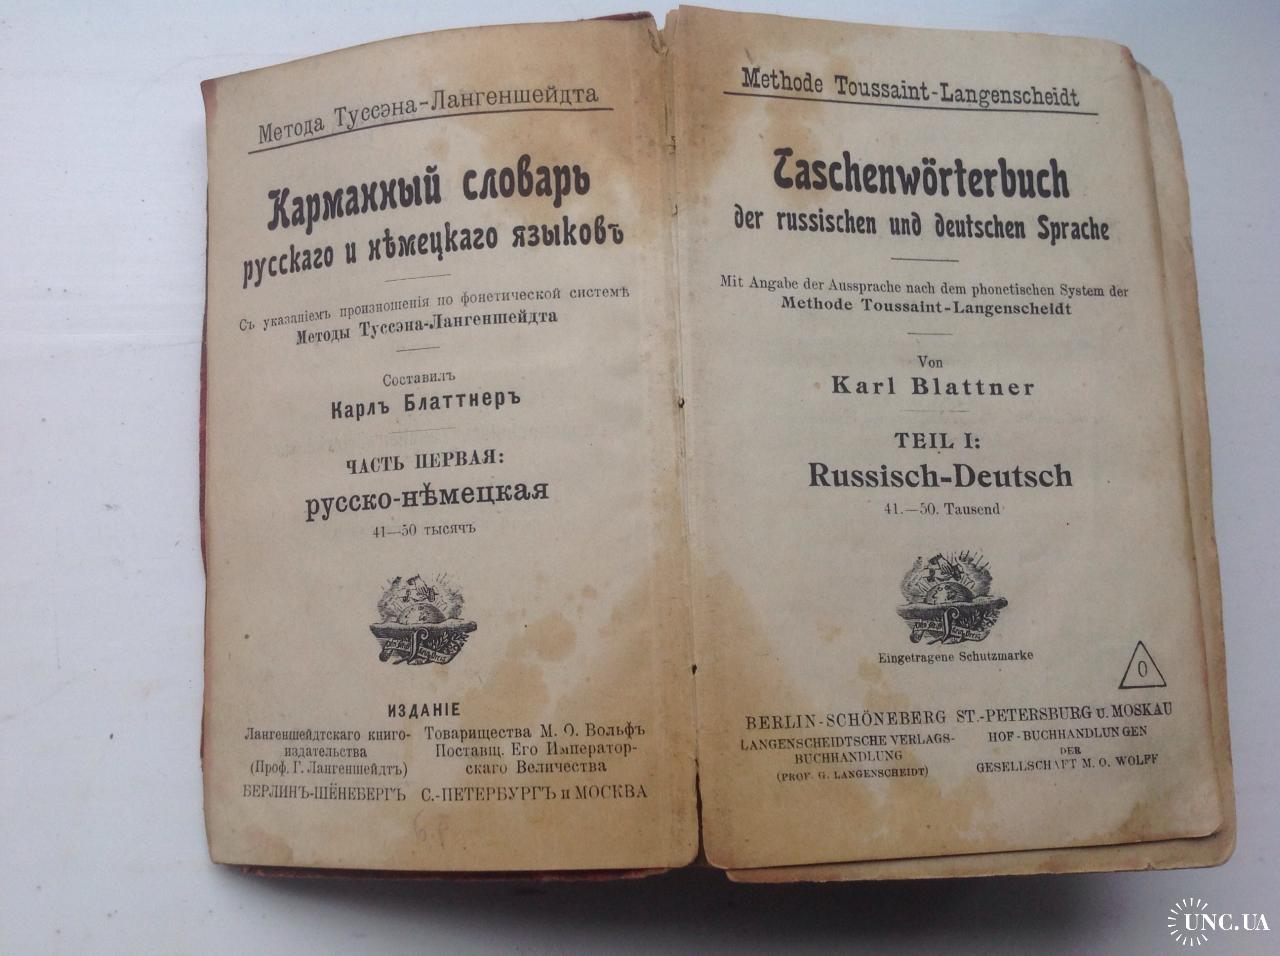 Метода Туссэна-Лангеншейдта
Карманный словарь
русскаго и нѣмецкаго языковъ
Съ указаніемъ произношенія по фонетической системѣ
Методы Туссэна-Лангеншейдта
Составилъ
Карлъ Блаттнеръ
ЧАСТЬ ПЕРВАЯ:
русско-нѣмецкая
41—50 тысячъ
ИЗДАНІЕ
Лангеншейдтскаго книго-
издательства
(Проф. Г. Лангеншейдтъ)
БЕРЛИНЪ-ШЁНЕБЕРГЪ
Товарищества М. О. Вольфъ
Поставщ. Его Император-
скаго Величества
С.-ПЕТЕРБУРГЪ и МОСКВА
Methode Toussaint-Langenscheidt
Taschenwörterbuch
der russischen und deutschen Sprache
Mit Angabe der Aussprache nach dem phonetischen System der
Methode Toussaint-Langenscheidt
Von
Karl Blattner
TEIL I:
Russisch-Deutsch
41.—50. Tausend
Eingetragene Schutzmarke
0
BERLIN-SCHÖNEBERG
LANGENSCHEIDTSCHE VERLAGS-
BUCHHANDLUNG
(PROF. G. LANGENSCHEIDT)
ST.-PETERSBURG U. MOSKAU
HOF-BUCHHANDLUNGEN
DER
GESELLSCHAFT M. O. WOLFF
UNC.UA